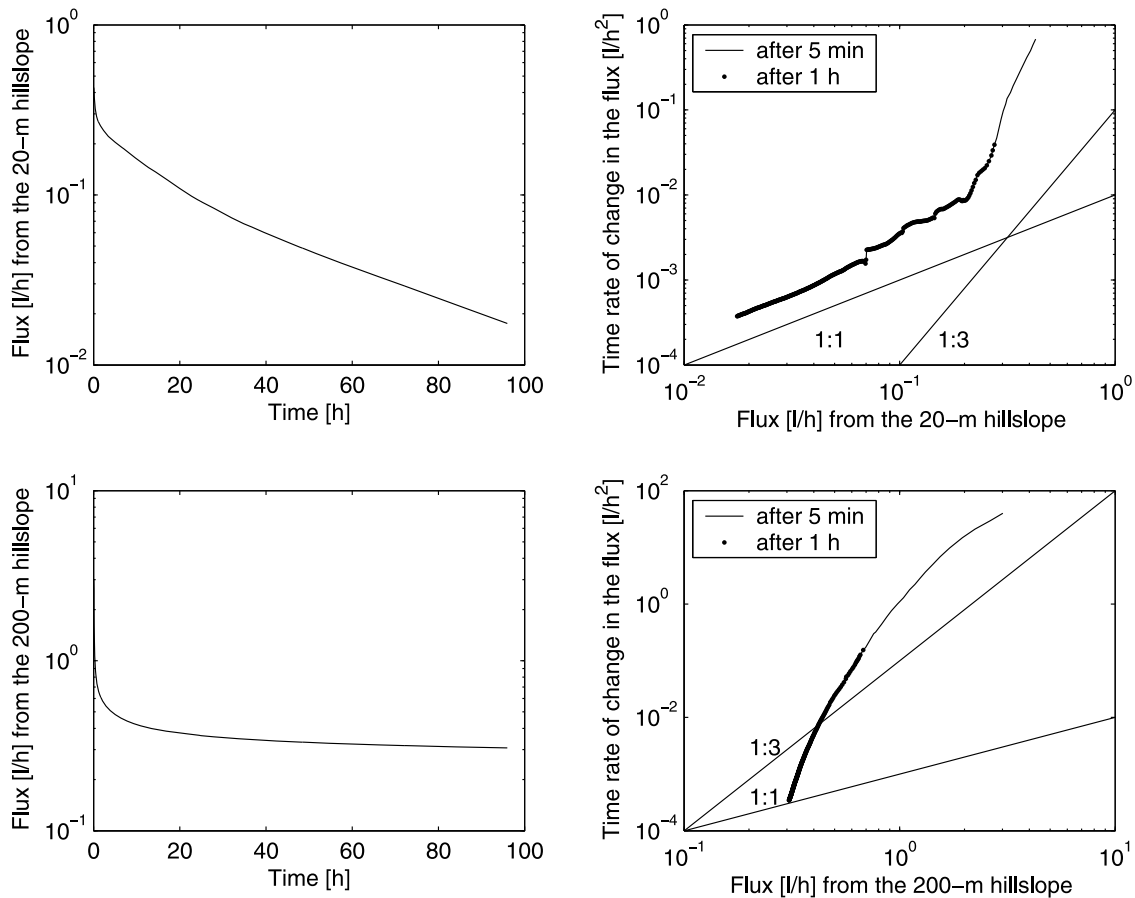 Flux [l/h] from the 20−m hillslope
10^0
10^−1
10^−2
0 20 40 60 80 100
Time [h]
Time rate of change in the flux [l/h^2]
10^0
10^−1
10^−2
10^−3
10^−4
after 5 min
after 1 h
1:1
1:3
10^−2 10^−1 10^0
Flux [l/h] from the 20−m hillslope
Flux [l/h] from the 200−m hillslope
10^1
10^0
10^−1
0 20 40 60 80 100
Time [h]
Time rate of change in the flux [l/h^2]
10^2
10^0
10^−2
10^−4
after 5 min
after 1 h
1:3
1:1
10^−1 10^0 10^1
Flux [l/h] from the 200−m hillslope